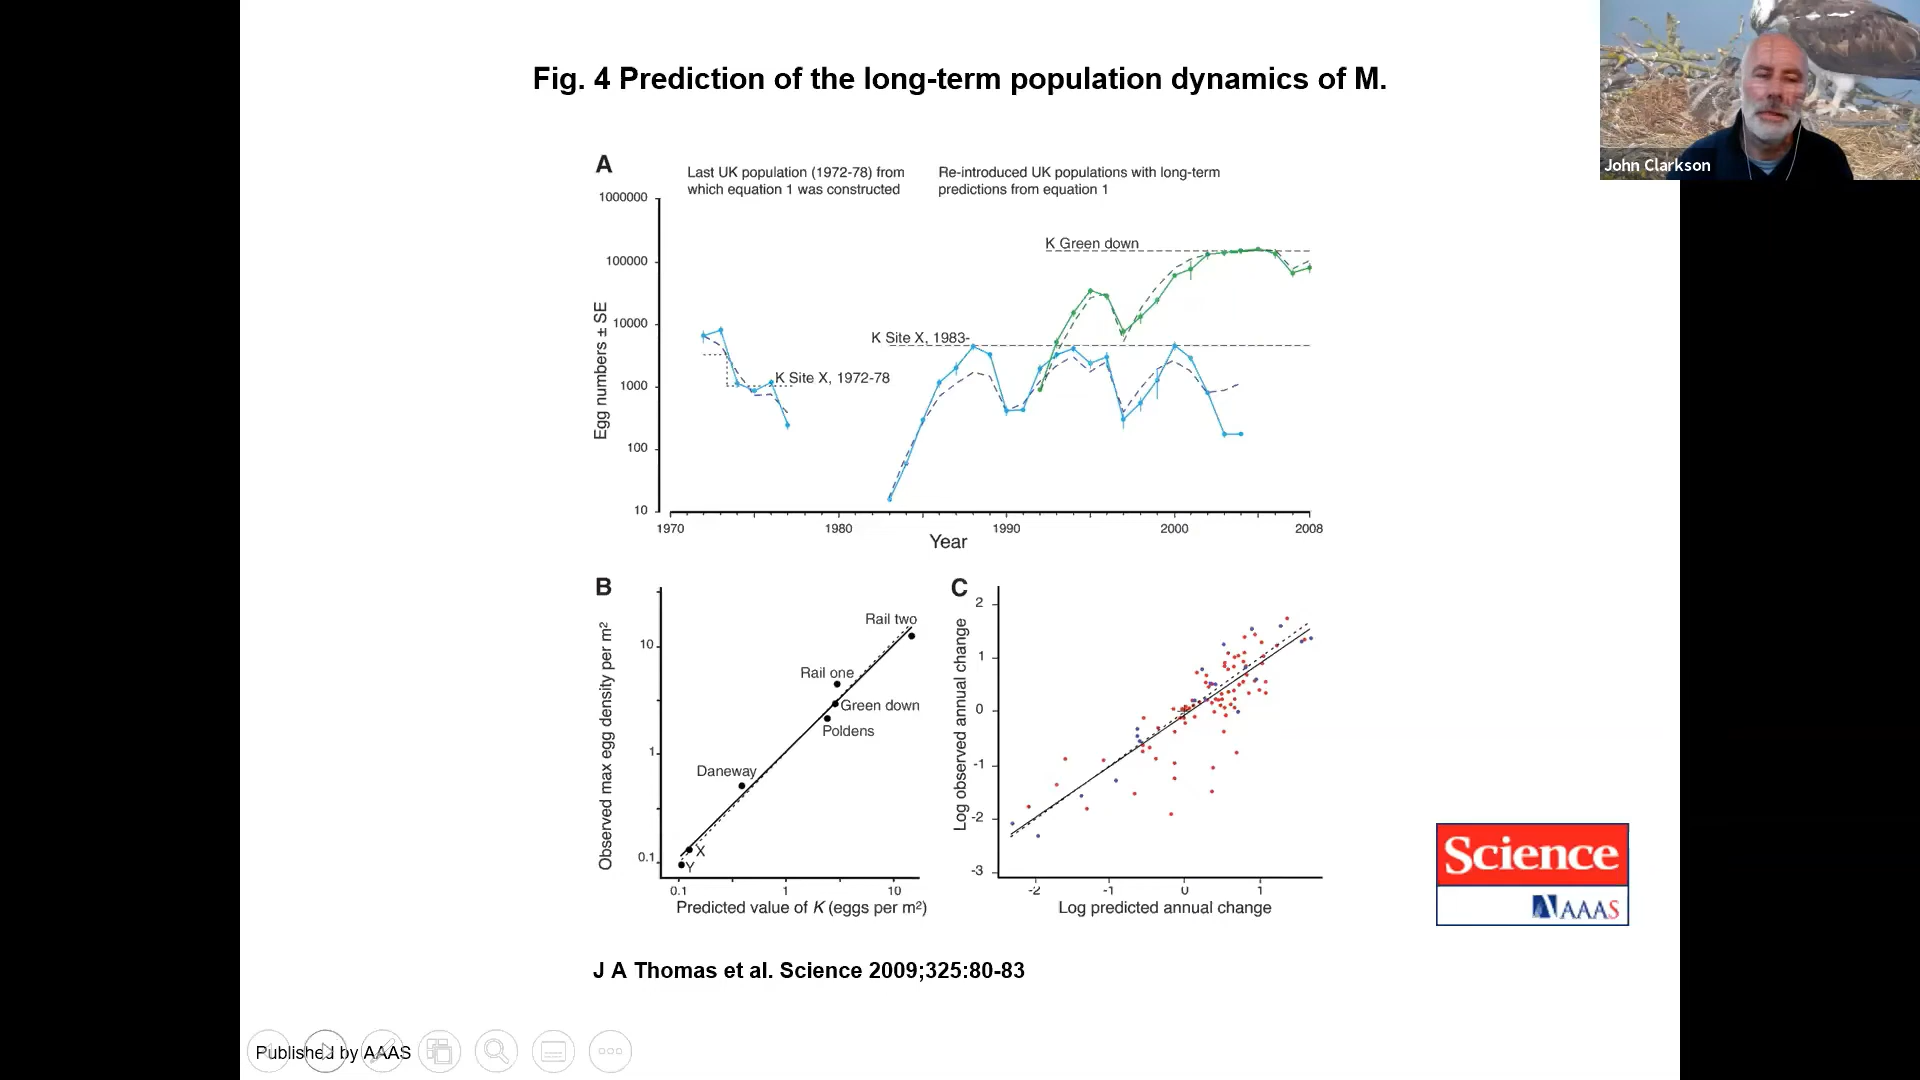 Fig. 4 Prediction of the long-term population dynamics of M.
John Clarkson
A
Last UK population (1972-78) from
which equation 1 was constructed
Re-introduced UK populations with long-term
predictions from equation 1
1000000
100000
10000
1000
100
10
Egg numbers ± SE
K Green down
K Site X, 1983-
K Site X, 1972-78
1970
1980
1990
2000
2008
Year
B
Observed max egg density per m²
10
1
0.1
Rail two
Rail one
Green down
Poldens
Daneway
X
Y
0.1
1
10
Predicted value of K (eggs per m²)
C
Log observed annual change
2
1
0
-1
-2
-3
-2
-1
0
1
Log predicted annual change
Science
AAAS
J A Thomas et al. Science 2009;325:80-83
Published by AAAS